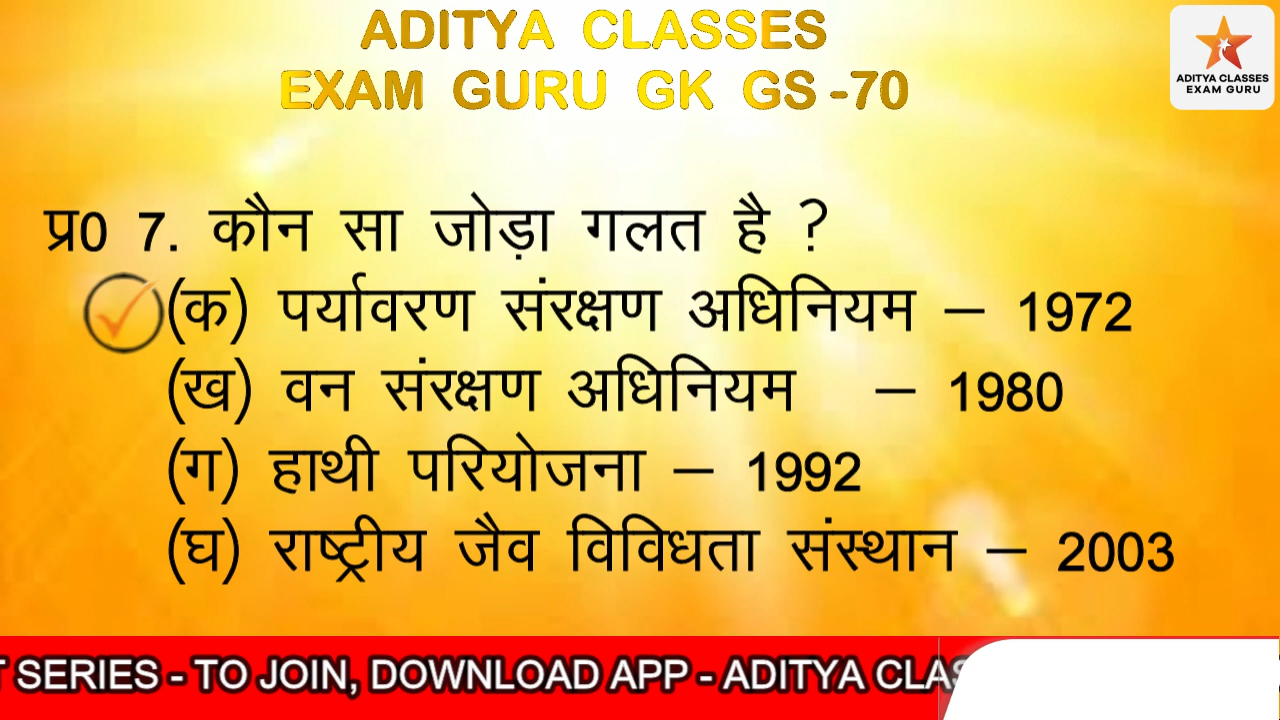 ADITYA CLASSES
EXAM GURU GK GS -70
ADITYA CLASSES
EXAM GURU
प्र0 7. कौन सा जोड़ा गलत है ?
(क) पर्यावरण संरक्षण अधिनियम – 1972
(ख) वन संरक्षण अधिनियम – 1980
(ग) हाथी परियोजना – 1992
(घ) राष्ट्रीय जैव विविधता संस्थान – 2003
SERIES - TO JOIN, DOWNLOAD APP - ADITYA